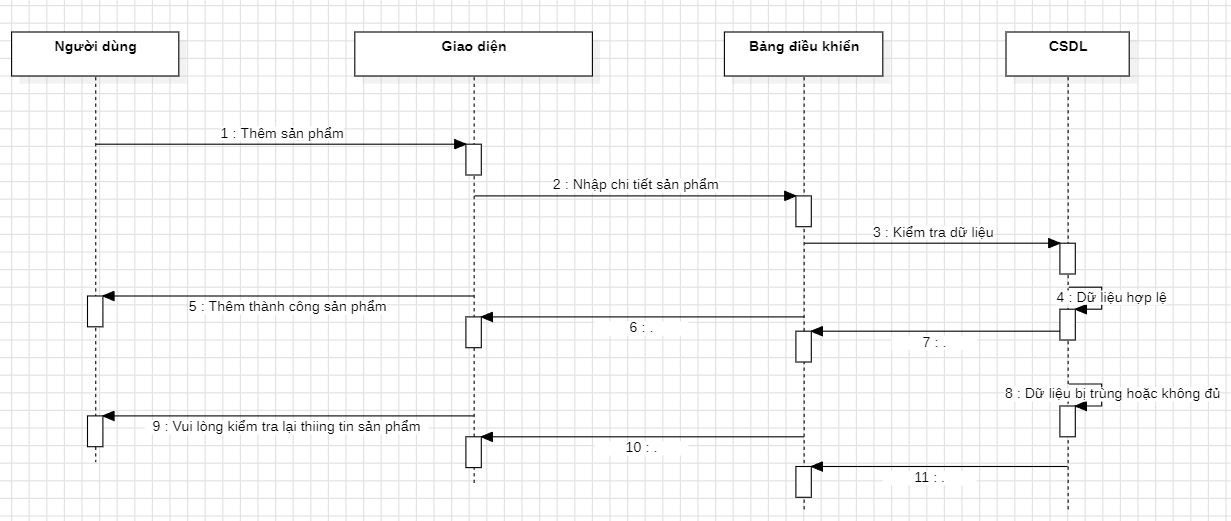 Người dùng
Giao diện
Bảng điều khiển
CSDL
1 : Thêm sản phẩm
2 : Nhập chi tiết sản phẩm
3 : Kiểm tra dữ liệu
4 : Dữ liệu hợp lệ
5 : Thêm thành công sản phẩm
6 : .
7 : .
8 : Dữ liệu bị trùng hoặc không đủ
9 : Vui lòng kiểm tra lại thiing tin sản phẩm
10 : .
11 : .